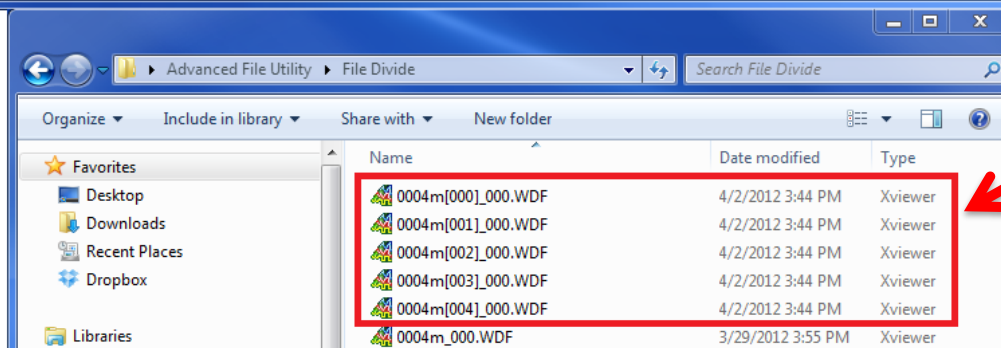 Advanced File Utility ▸ File Divide Search File Divide
Organize Include in library Share with New folder
Name Date modified Type
Favorites
Desktop
Downloads
Recent Places
Dropbox
Libraries
0004m[000]_000.WDF 4/2/2012 3:44 PM Xviewer
0004m[001]_000.WDF 4/2/2012 3:44 PM Xviewer
0004m[002]_000.WDF 4/2/2012 3:44 PM Xviewer
0004m[003]_000.WDF 4/2/2012 3:44 PM Xviewer
0004m[004]_000.WDF 4/2/2012 3:44 PM Xviewer
0004m_000.WDF 3/29/2012 3:55 PM Xviewer